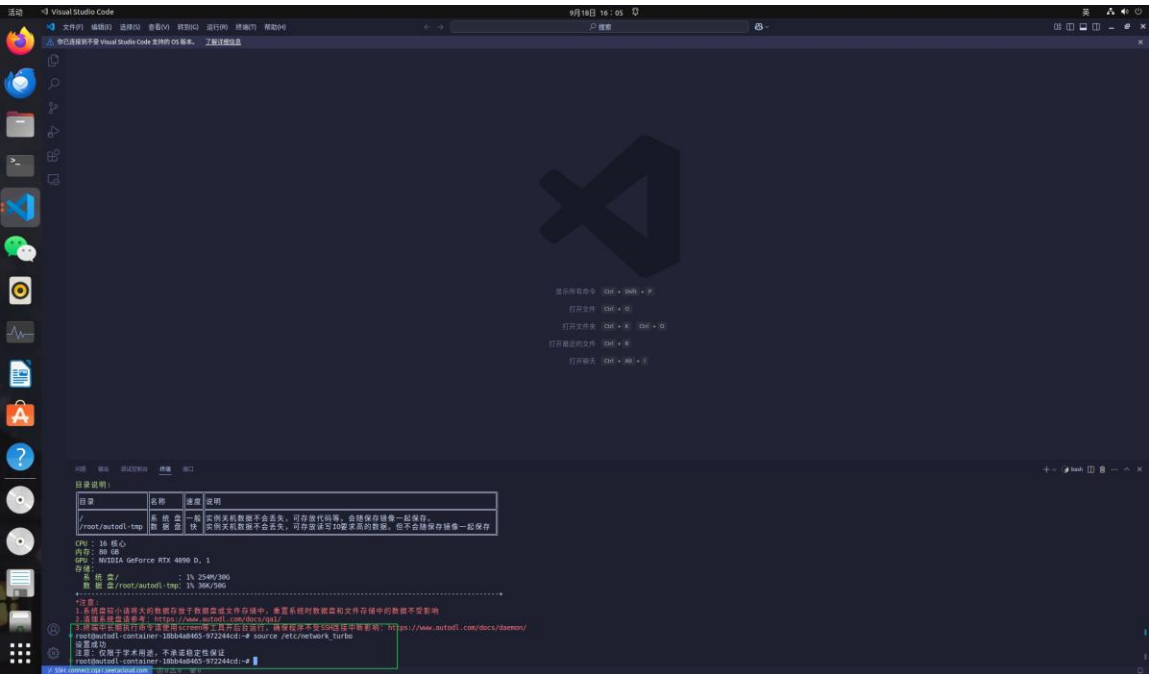 活动 Visual Studio Code 9月18日 16：05 英
文件(F) 编辑(E) 选择(S) 查看(V) 转到(G) 运行(R) 终端(T) 帮助(H) 搜索
你已连接到不受 Visual Studio Code 支持的 OS 版本。 了解详细信息
显示所有命令 Ctrl + Shift + P
打开文件 Ctrl + O
打开文件夹 Ctrl + K Ctrl + O
打开最近的文件 Ctrl + R
打开聊天 Ctrl + Alt + I
问题 输出 调试控制台 终端 端口 bash
目录说明:
目录 名称 速度 说明
/ 系 统 盘 一般 实例关机数据不会丢失，可存放代码等。会随保存镜像一起保存。
/root/autodl-tmp 数 据 盘 快 实例关机数据不会丢失，可存放读写IO要求高的数据。但不会随保存镜像一起保存
CPU ：16 核心
内存：80 GB
GPU ：NVIDIA GeForce RTX 4090 D, 1
存储：
系 统 盘/ ：1% 254M/30G
数 据 盘/root/autodl-tmp：1% 36K/50G
*注意：
1.系统盘较小请将大的数据存放于数据盘或文件存储中，重置系统时数据盘和文件存储中的数据不受影响
2.清理系统盘请参考：https://www.autodl.com/docs/qa1/
3.终端中长期执行命令请使用screen等工具开后台运行，确保程序不受SSH连接中断影响：https://www.autodl.com/docs/daemon/
root@autodl-container-18bb4a8465-972244cd:~# source /etc/network_turbo
设置成功
注意：仅限于学术用途，不承诺稳定性保证
root@autodl-container-18bb4a8465-972244cd:~#